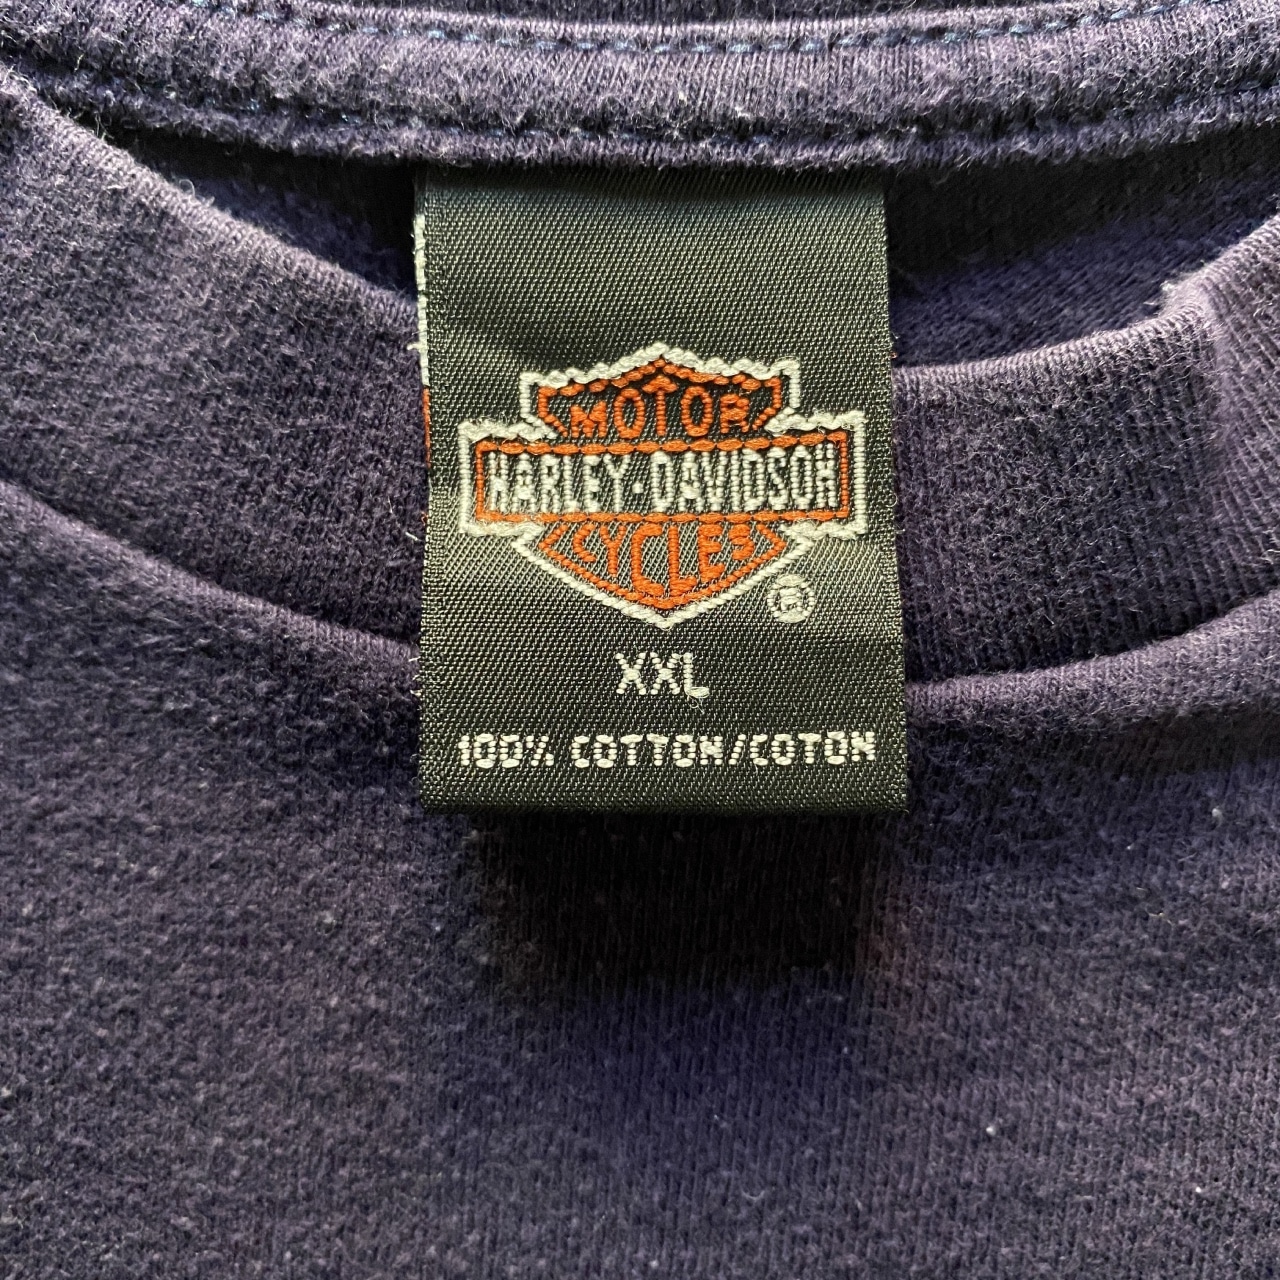 MOTOR
HARLEY-DAVIDSON
CYCLES
®
XXL
100% COTTON/COTON